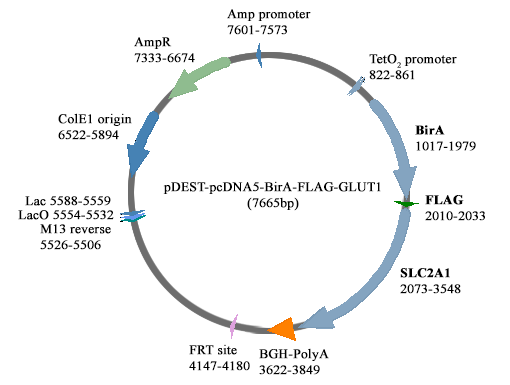 Amp promoter
7601-7573
AmpR
7333-6674
TetO2 promoter
822-861
ColE1 origin
6522-5894
BirA
1017-1979
pDEST-pcDNA5-BirA-FLAG-GLUT1
(7665bp)
Lac 5588-5559
LacO 5554-5532
M13 reverse
5526-5506
FLAG
2010-2033
SLC2A1
2073-3548
FRT site
4147-4180
BGH-PolyA
3622-3849